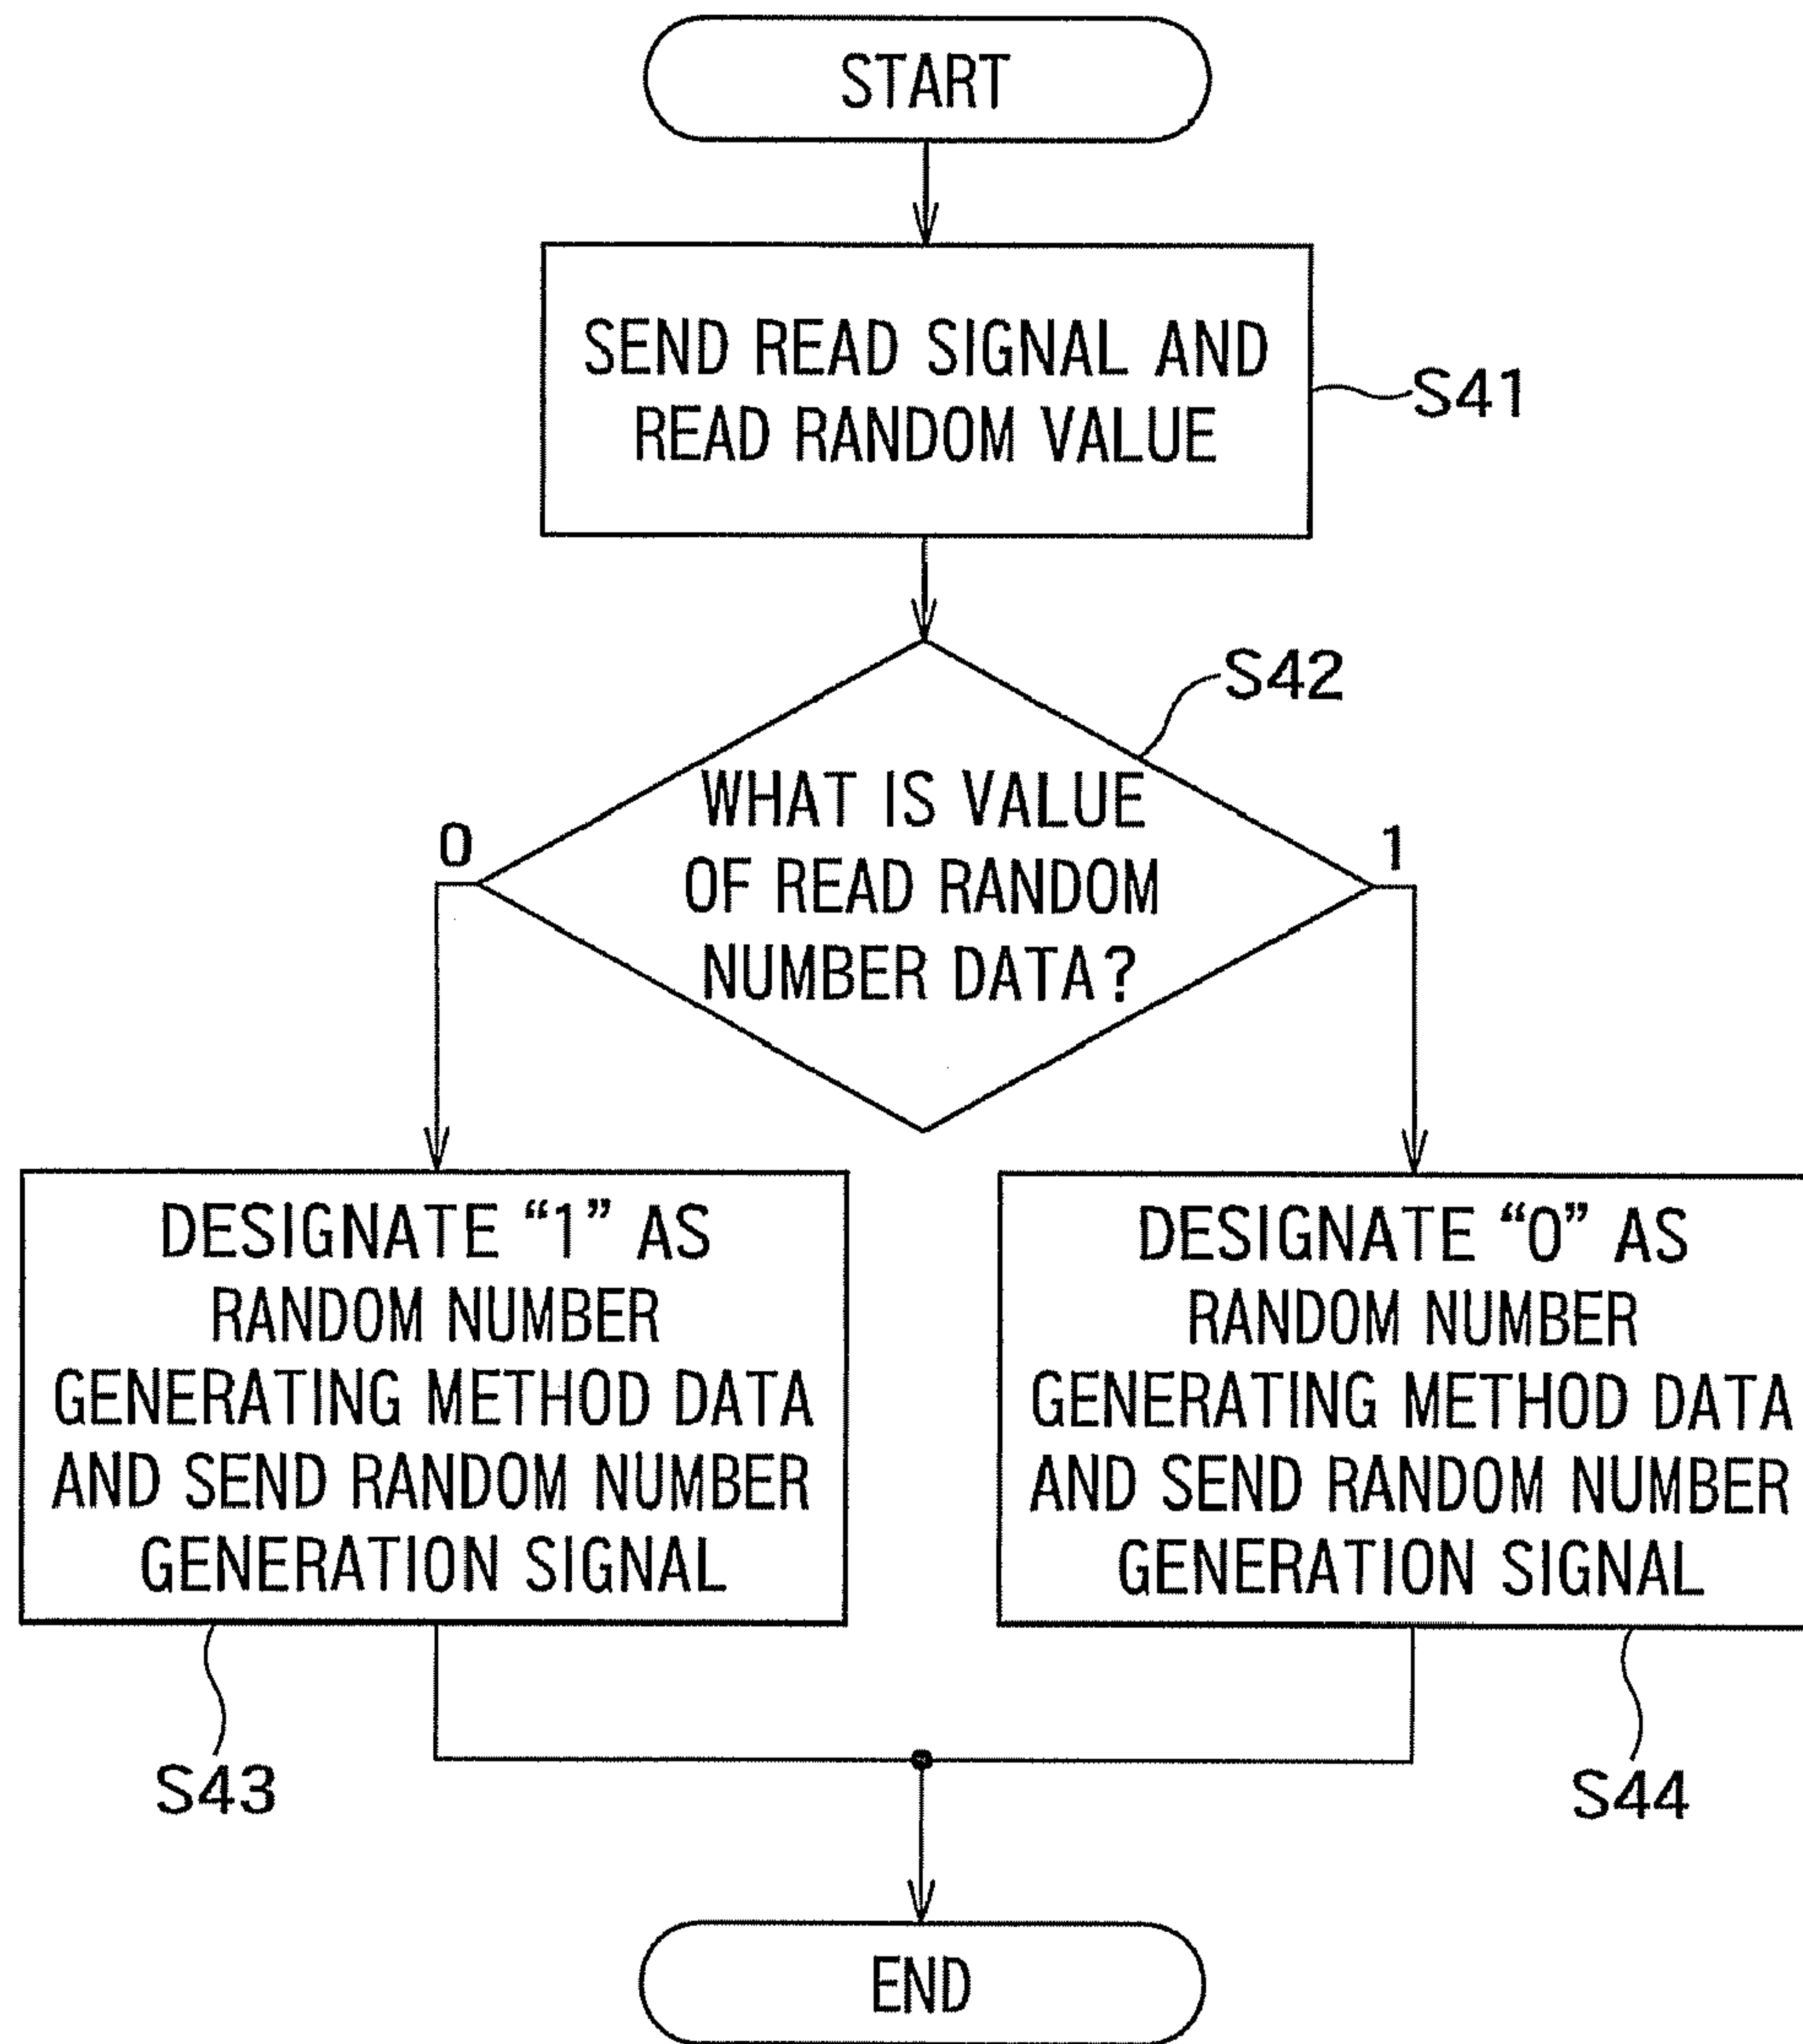 START
SEND READ SIGNAL AND
READ RANDOM VALUE
S41
S42
WHAT IS VALUE
OF READ RANDOM
NUMBER DATA?
0
1
DESIGNATE “1” AS
RANDOM NUMBER
GENERATING METHOD DATA
AND SEND RANDOM NUMBER
GENERATION SIGNAL
S43
DESIGNATE “0” AS
RANDOM NUMBER
GENERATING METHOD DATA
AND SEND RANDOM NUMBER
GENERATION SIGNAL
S44
END